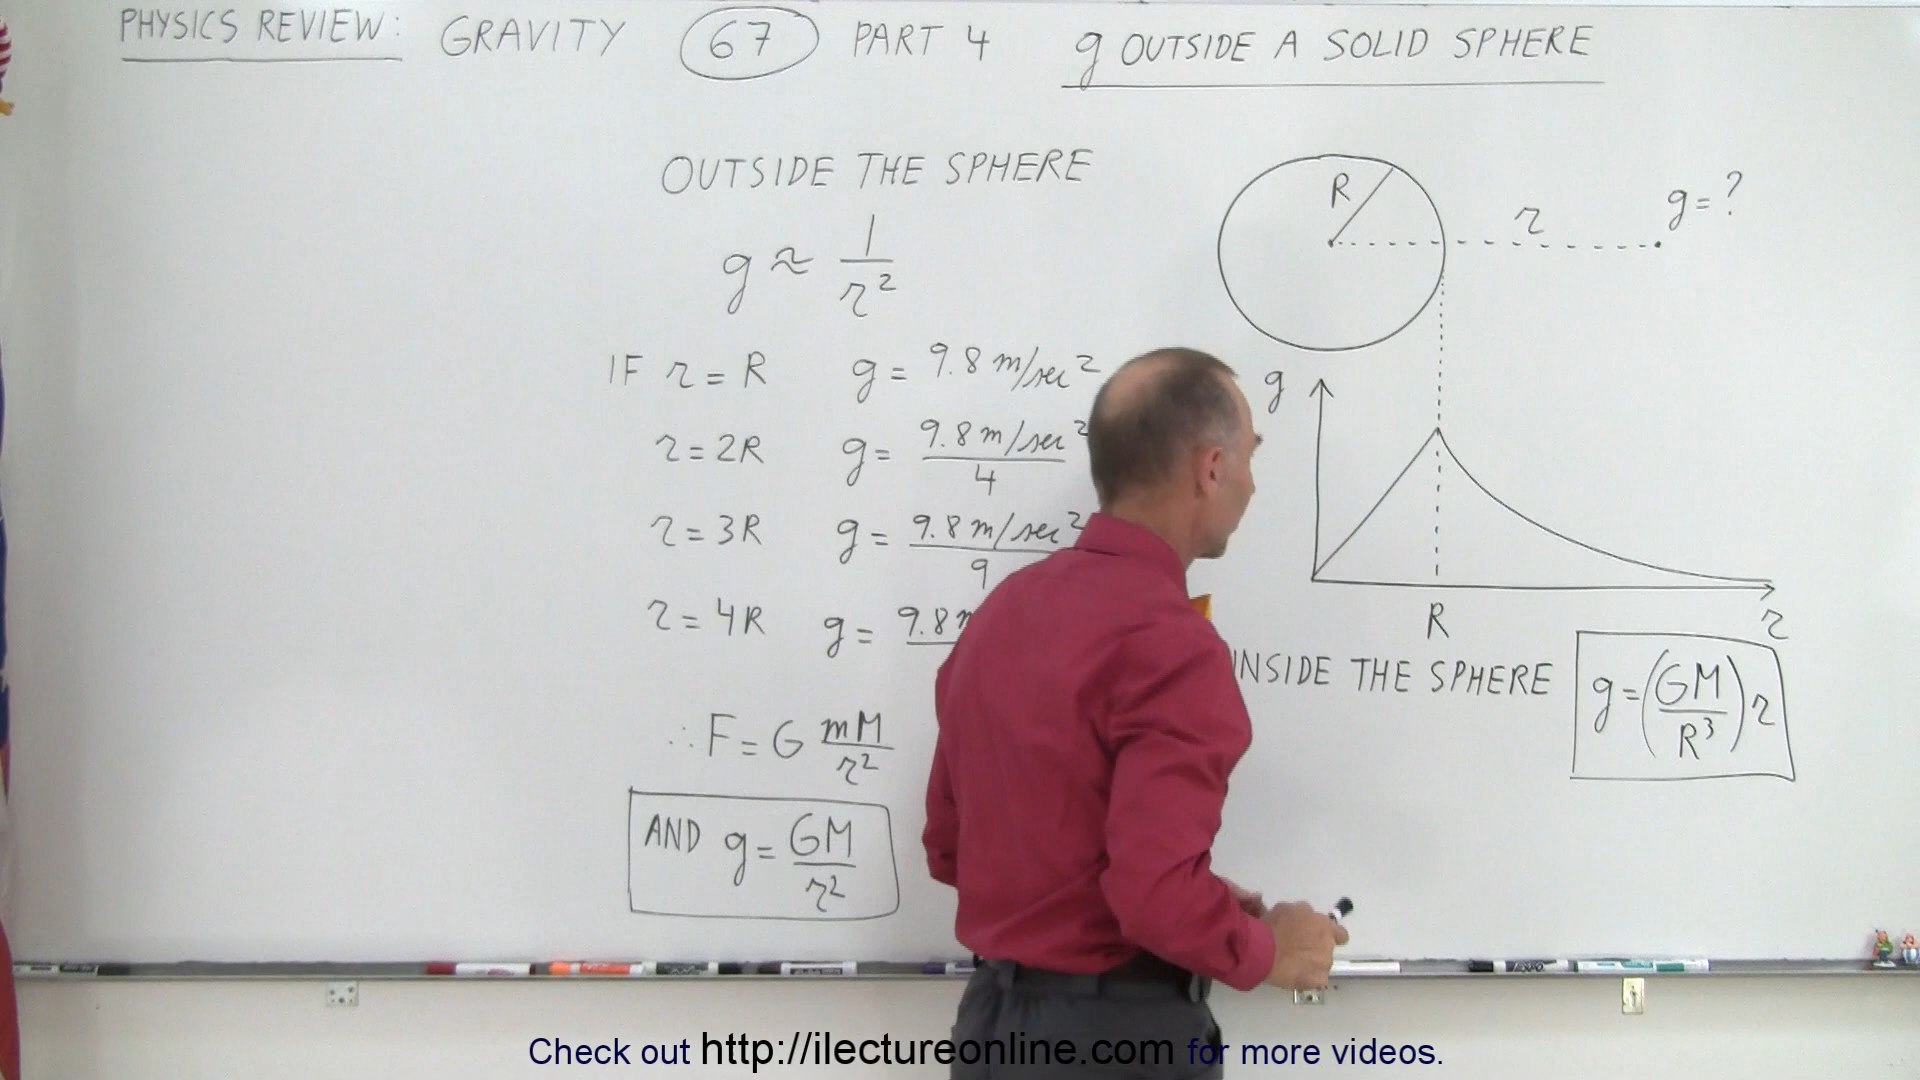 PHYSICS REVIEW: GRAVITY 67 PART 4 g OUTSIDE A SOLID SPHERE
OUTSIDE THE SPHERE
g ≈ 1/r²
IF r = R g = 9.8 m/sec²
r = 2R g = 9.8 m/sec²/4
r = 3R g = 9.8 m/sec²/9
r = 4R g = 9.8 m
∴ F = G mM/r²
AND g = GM/r²
R
r
g = ?
g
R
r
INSIDE THE SPHERE g = (GM/R³) r
EXPO
Check out http://ilectureonline.com for more videos.